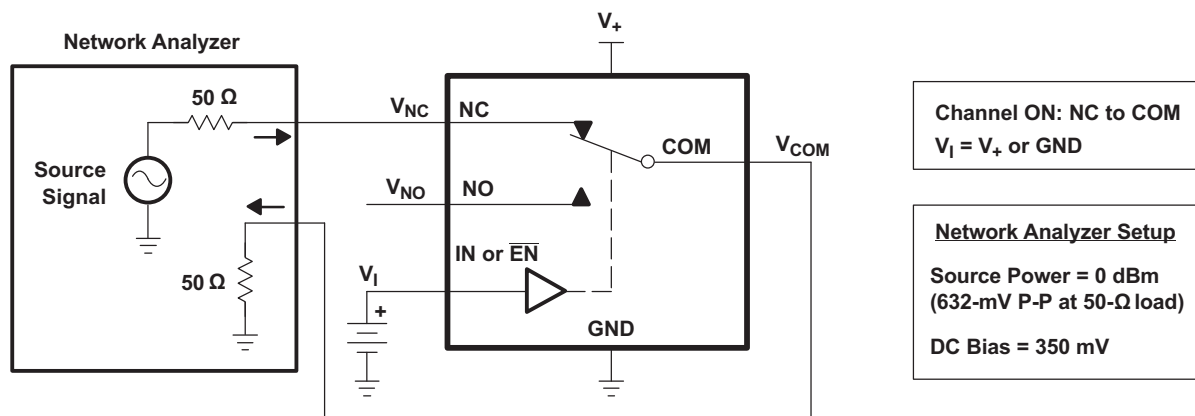 Network Analyzer
50 Ω
Source
Signal
50 Ω
V+
VNC
NC
COM
VCOM
VNO
NO
IN or E̅N̅
VI
+
GND
Channel ON: NC to COM
VI = V+ or GND
Network Analyzer Setup
Source Power = 0 dBm
(632-mV P-P at 50-Ω load)
DC Bias = 350 mV